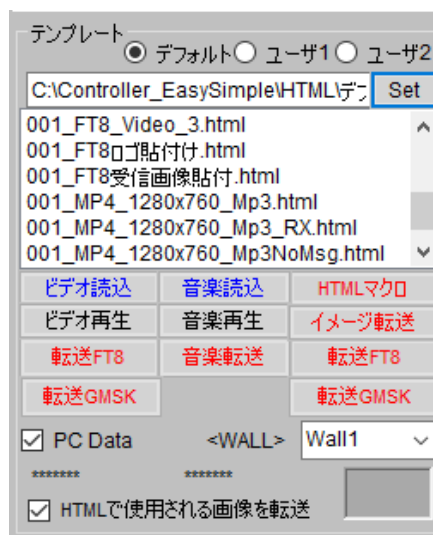 テンプレート
デフォルト ユーザ1 ユーザ2
C:\Controller_EasySimple\HTML\デフ Set
001_FT8_Video_3.html
001_FT8ロゴ貼付け.html
001_FT8受信画像貼付.html
001_MP4_1280x760_Mp3.html
001_MP4_1280x760_Mp3_RX.html
001_MP4_1280x760_Mp3NoMsg.html
ビデオ読込 音楽読込 HTMLマクロ
ビデオ再生 音楽再生 イメージ転送
転送FT8 音楽転送 転送FT8
転送GMSK 転送GMSK
PC Data <WALL> Wall1
******* *******
HTMLで使用される画像を転送